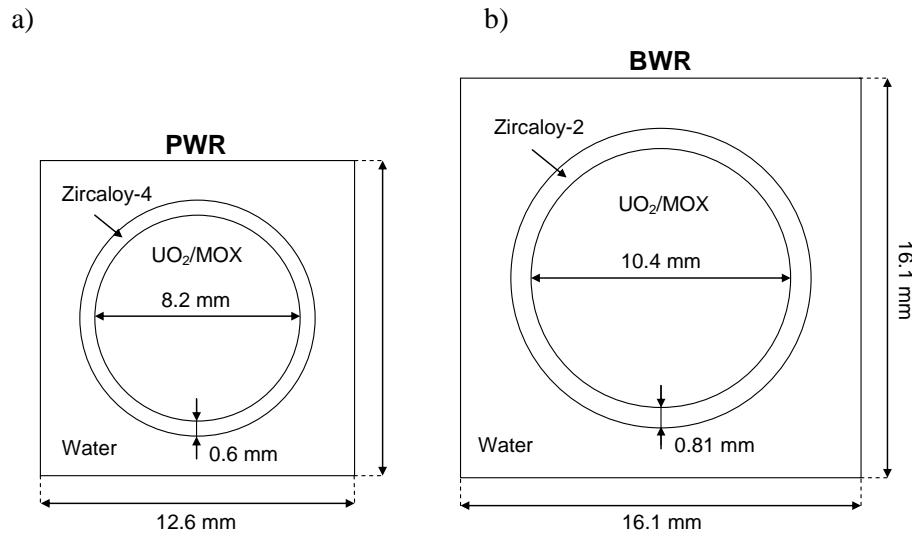 a)
PWR
Zircaloy-4
UO₂/MOX
8.2 mm
Water
0.6 mm
12.6 mm
b)
BWR
Zircaloy-2
UO₂/MOX
10.4 mm
16.1 mm
Water
0.81 mm
16.1 mm